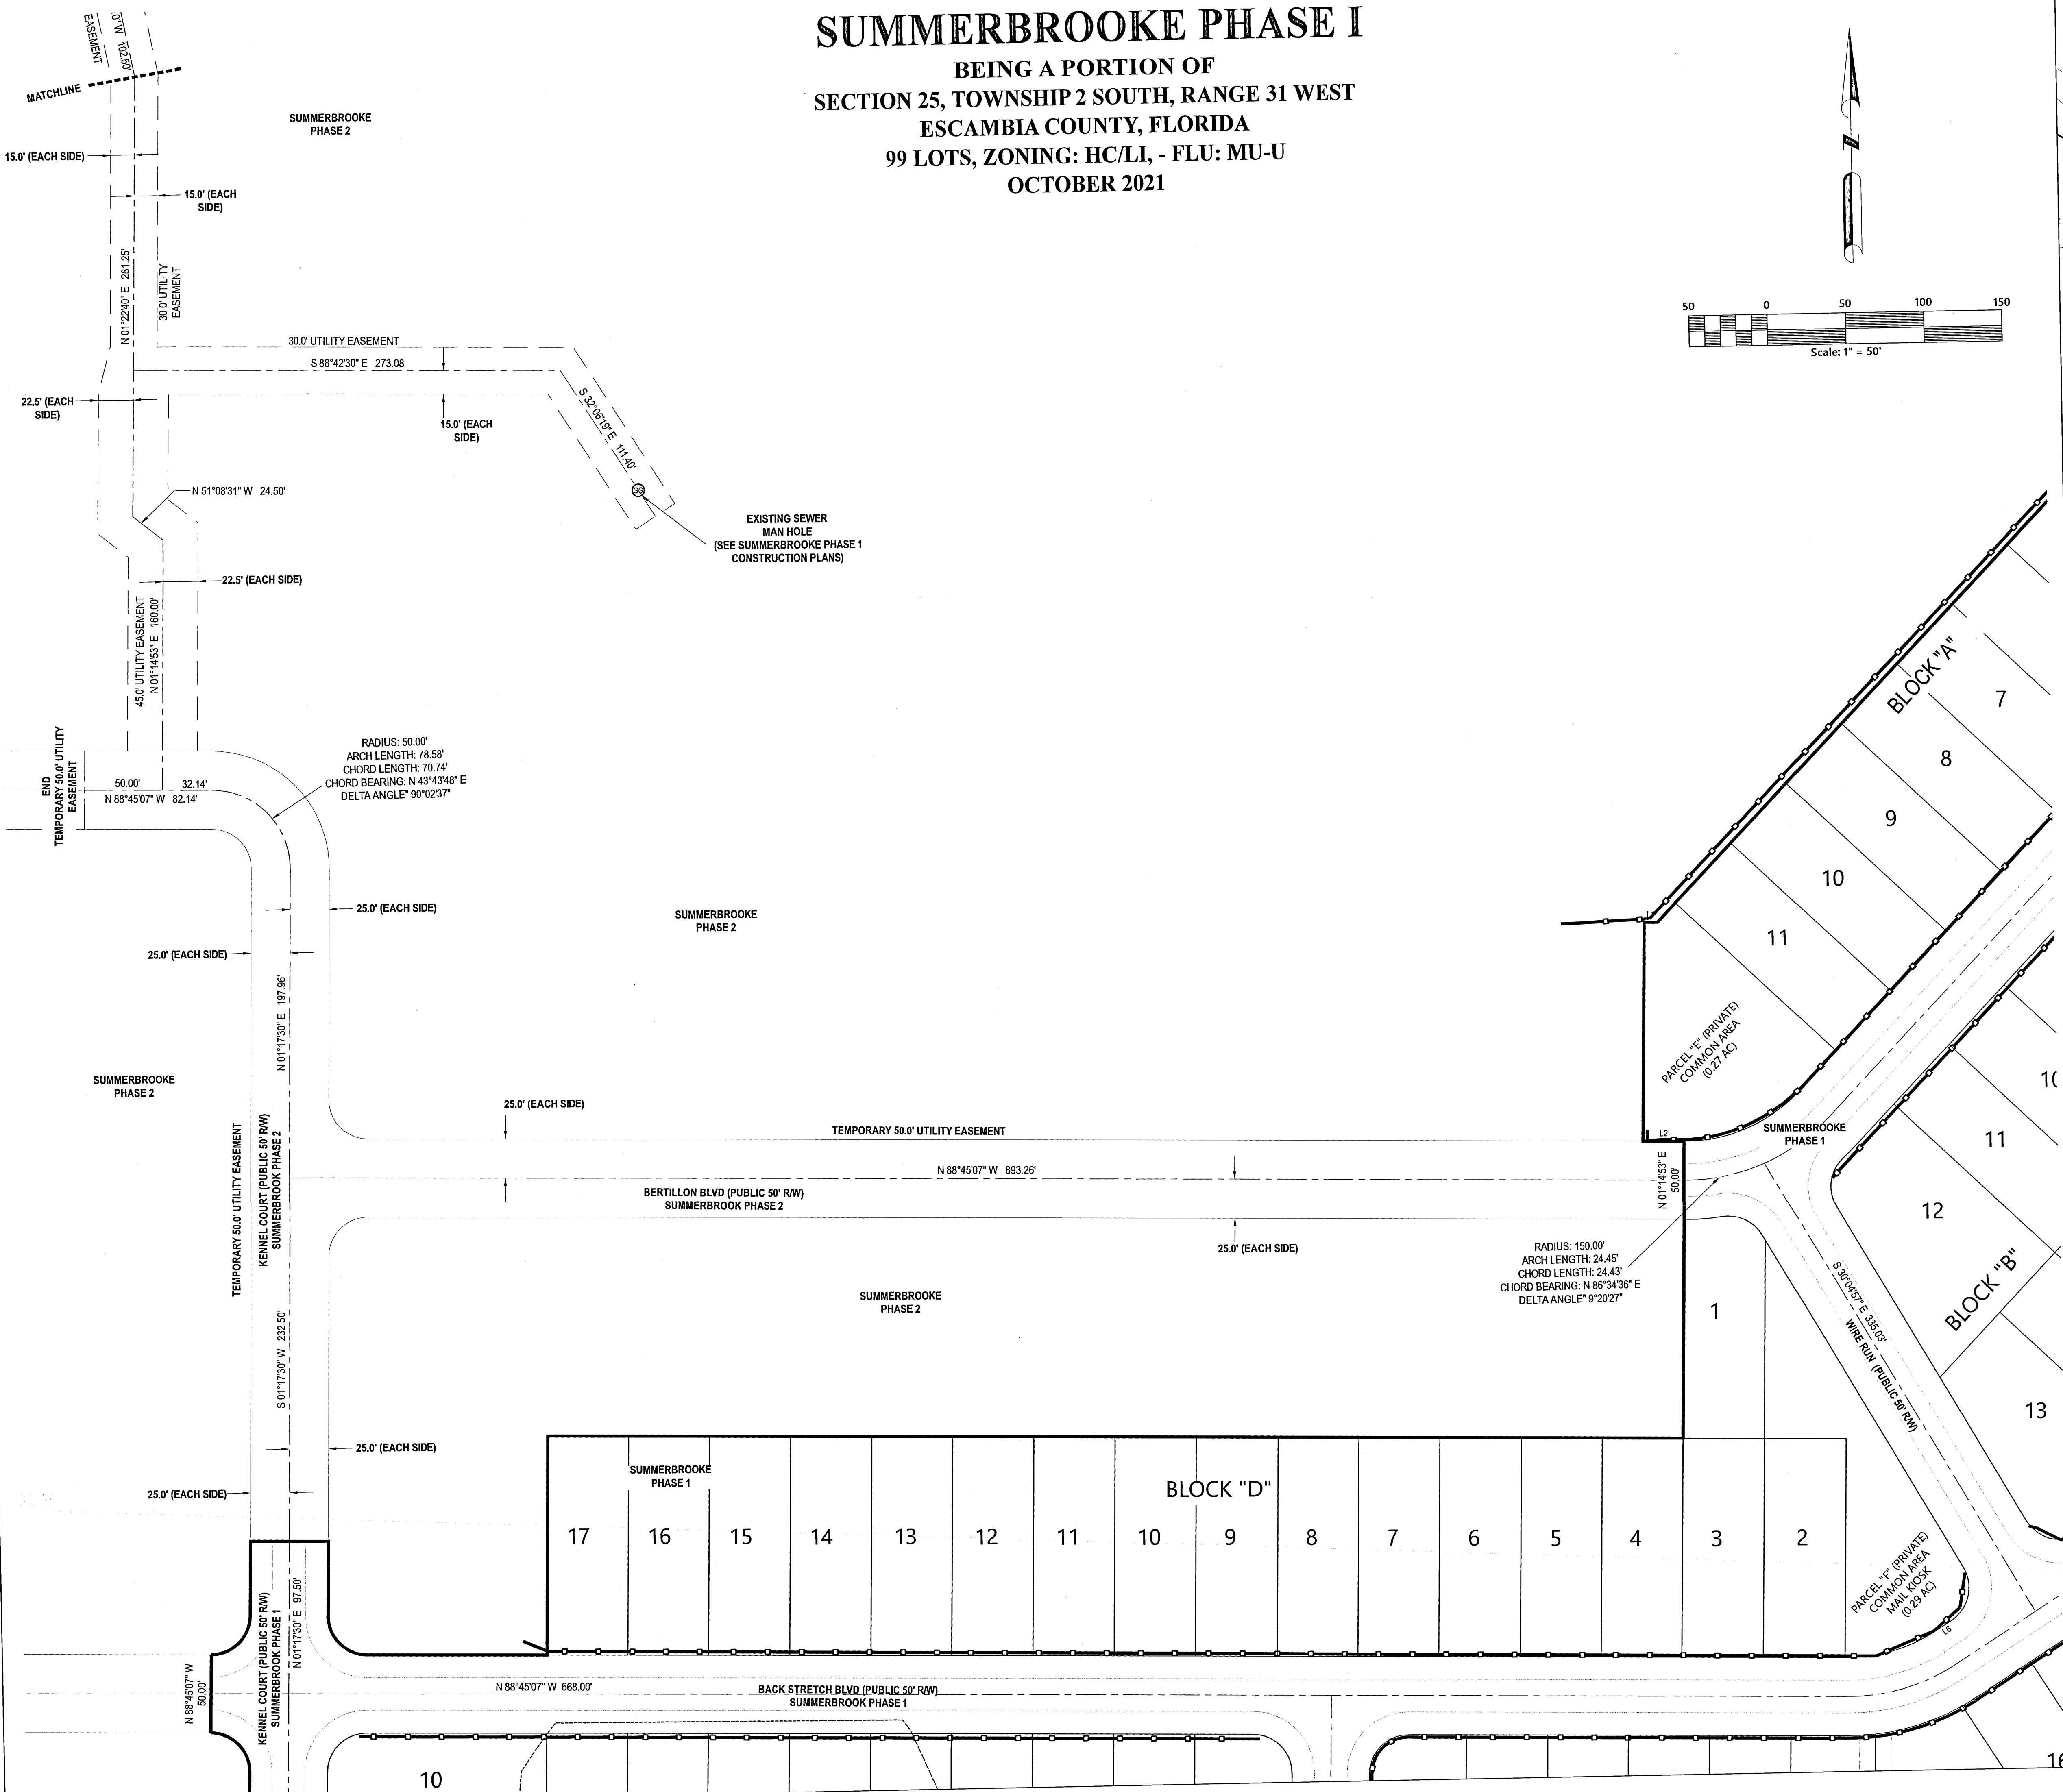 SUMMERBROOKE PHASE I
BEING A PORTION OF
SECTION 25, TOWNSHIP 2 SOUTH, RANGE 31 WEST
ESCAMBIA COUNTY, FLORIDA
99 LOTS, ZONING: HC/LI, - FLU: MU-U
OCTOBER 2021
EASEMENT
.0" W 102.50'
MATCHLINE
SUMMERBROOKE
PHASE 2
15.0' (EACH SIDE)
15.0' (EACH
SIDE)
N 01°22'40" E 281.25'
30.0' UTILITY
EASEMENT
50 0 50 100 150
Scale: 1" = 50'
30.0' UTILITY EASEMENT
S 88°42'30" E 273.08
22.5' (EACH
SIDE)
15.0' (EACH
SIDE)
S 32°06'19" E 111.40'
SS
N 51°08'31" W 24.50'
EXISTING SEWER
MAN HOLE
(SEE SUMMERBROOKE PHASE 1
CONSTRUCTION PLANS)
22.5' (EACH SIDE)
45.0' UTILITY EASEMENT
N 01°14'53" E 160.00'
BLOCK "A"
7
8
9
10
11
END
TEMPORARY 50.0' UTILITY
EASEMENT
50.00' 32.14'
N 88°45'07" W 82.14'
RADIUS: 50.00'
ARCH LENGTH: 78.58'
CHORD LENGTH: 70.74'
CHORD BEARING: N 43°43'48" E
DELTA ANGLE" 90°02'37"
25.0' (EACH SIDE)
25.0' (EACH SIDE)
SUMMERBROOKE
PHASE 2
N 01°17'30" E 197.96'
PARCEL "E" (PRIVATE)
COMMON AREA
(0.27 AC)
SUMMERBROOKE
PHASE 2
25.0' (EACH SIDE)
TEMPORARY 50.0' UTILITY EASEMENT
L2
SUMMERBROOKE
PHASE 1
10
11
12
BLOCK "B"
13
TEMPORARY 50.0' UTILITY EASEMENT
KENNEL COURT (PUBLIC 50' R/W)
SUMMERBROOK PHASE 2
N 88°45'07" W 893.26'
BERTILLON BLVD (PUBLIC 50' R/W)
SUMMERBROOK PHASE 2
N 01°14'53" E
50.00'
25.0' (EACH SIDE)
RADIUS: 150.00'
ARCH LENGTH: 24.45'
CHORD LENGTH: 24.43'
CHORD BEARING: N 86°34'36" E
DELTA ANGLE" 9°20'27"
SUMMERBROOKE
PHASE 2
1
S 30°04'57" E 335.03'
WIRE RUN (PUBLIC 50' R/W)
S 01°17'30" W 232.50'
25.0' (EACH SIDE)
25.0' (EACH SIDE)
SUMMERBROOKE
PHASE 1
BLOCK "D"
17 16 15 14 13 12 11 10 9 8 7 6 5 4 3 2
PARCEL "F" (PRIVATE)
COMMON AREA
MAIL KIOSK
(0.29 AC)
L6
KENNEL COURT (PUBLIC 50' R/W)
SUMMERBROOK PHASE 1
N 01°17'30" E 97.50'
N 88°45'07" W
50.00'
N 88°45'07" W 668.00'
BACK STRETCH BLVD (PUBLIC 50' R/W)
SUMMERBROOK PHASE 1
10